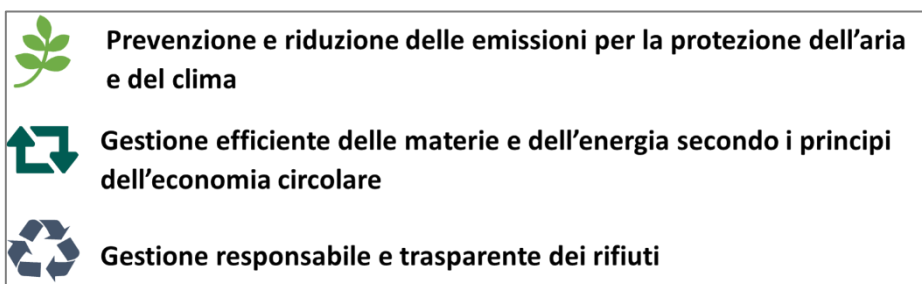 Prevenzione e riduzione delle emissioni per la protezione dell’aria
e del clima
Gestione efficiente delle materie e dell’energia secondo i principi
dell’economia circolare
Gestione responsabile e trasparente dei rifiuti